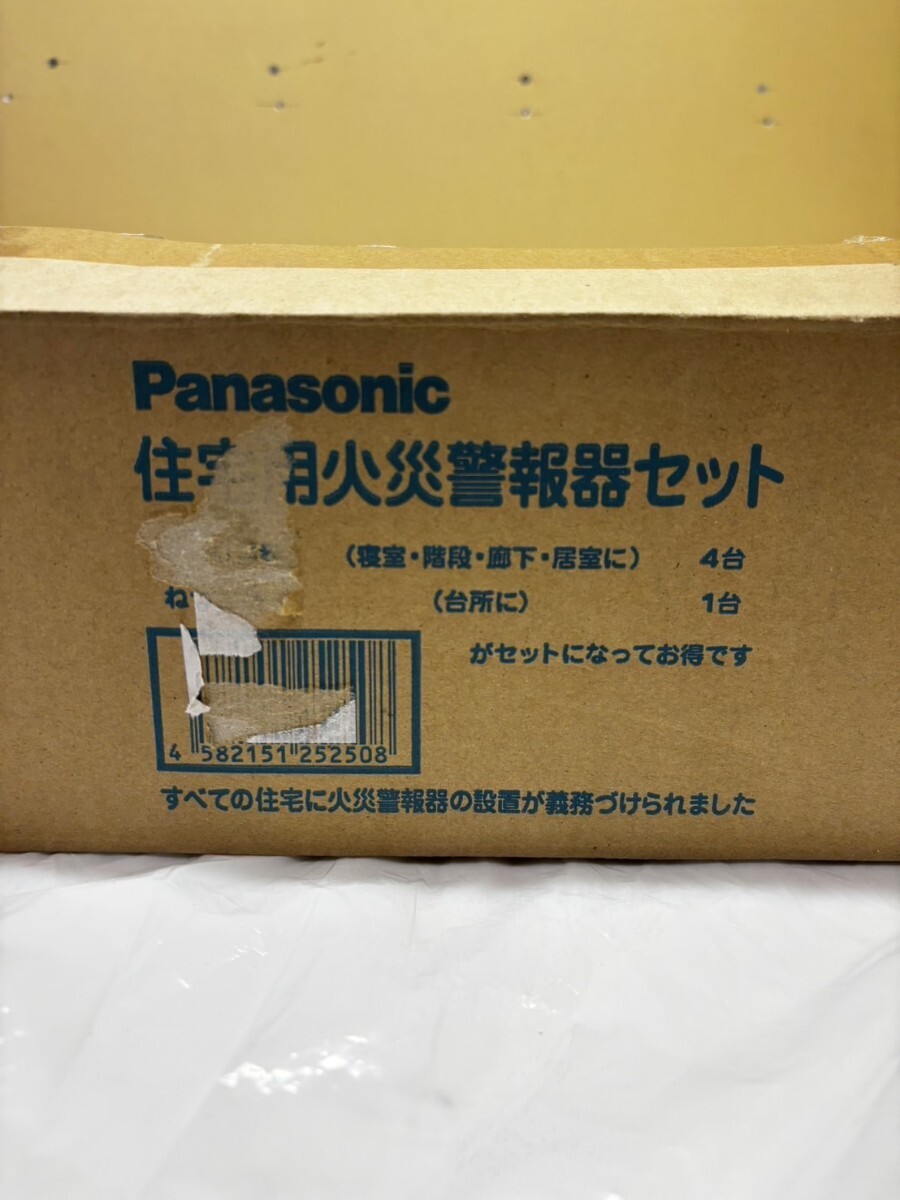 Panasonic
住宅用火災警報器セット
(寝室・階段・廊下・居室に) 4台
ね (台所に) 1台
がセットになってお得です
4 582151 252508
すべての住宅に火災警報器の設置が義務づけられました